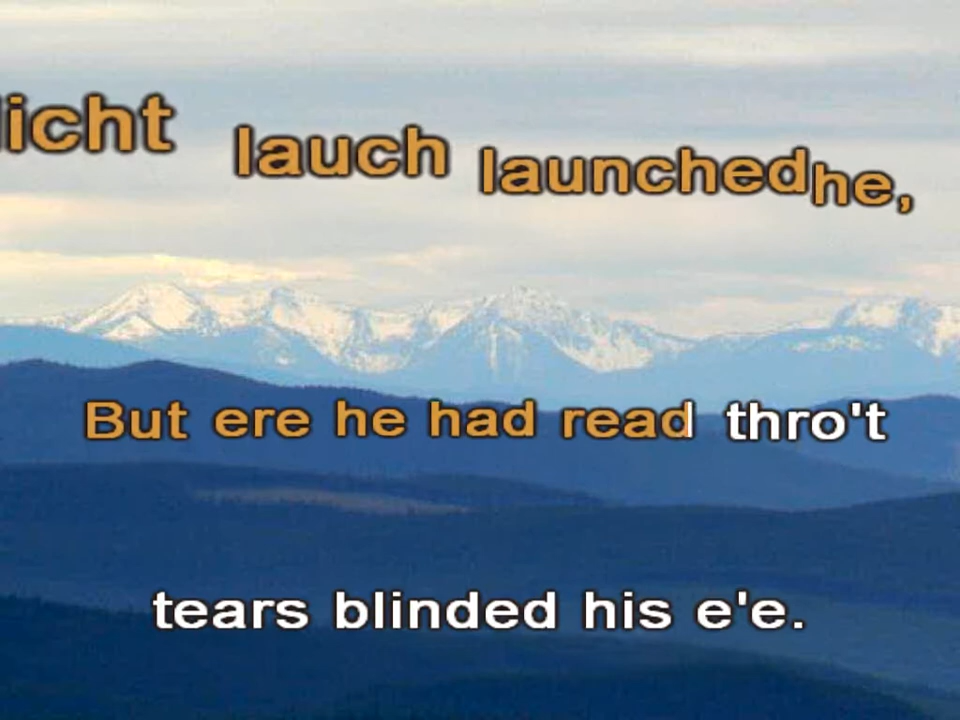 licht lauch launched he,
But ere he had read thro't
tears blinded his e'e.